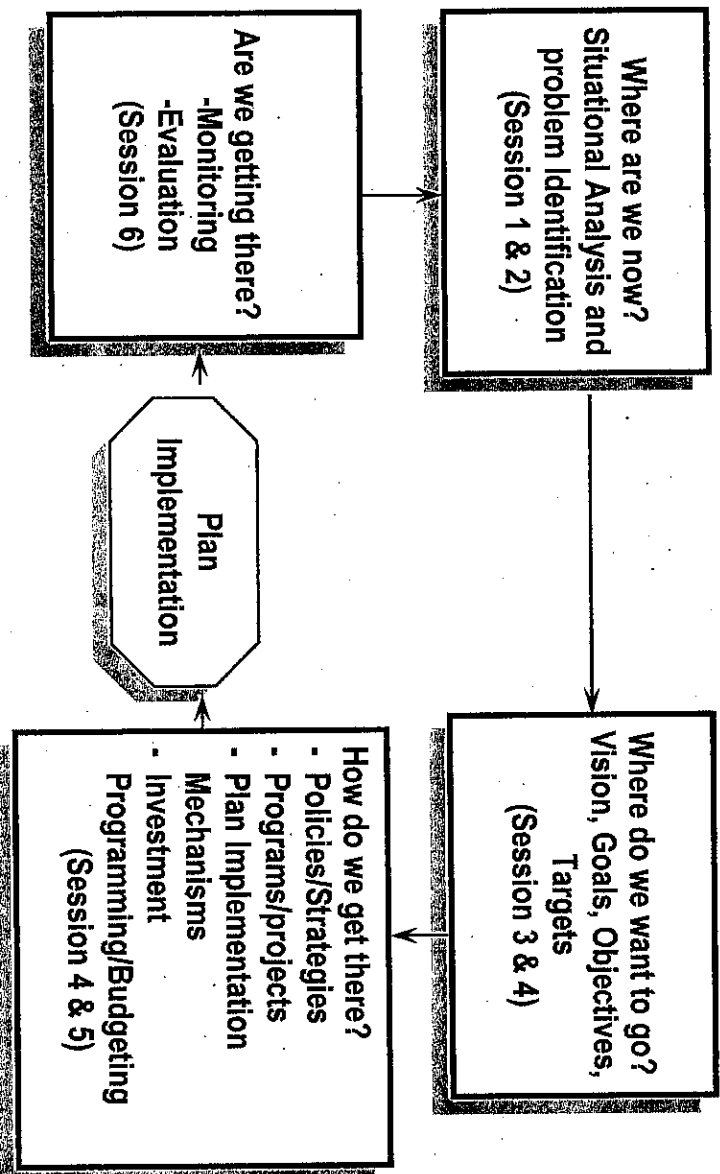 Where are we now?
Situational Analysis and
problem Identification
(Session 1 & 2)
Where do we want to go?
Vision, Goals, Objectives,
Targets
(Session 3 & 4)
How do we get there?
- Policies/Strategies
- Programs/projects
- Plan Implementation
Mechanisms
- Investment
Programming/Budgeting
(Session 4 & 5)
Plan
Implementation
Are we getting there?
-Monitoring
-Evaluation
(Session 6)